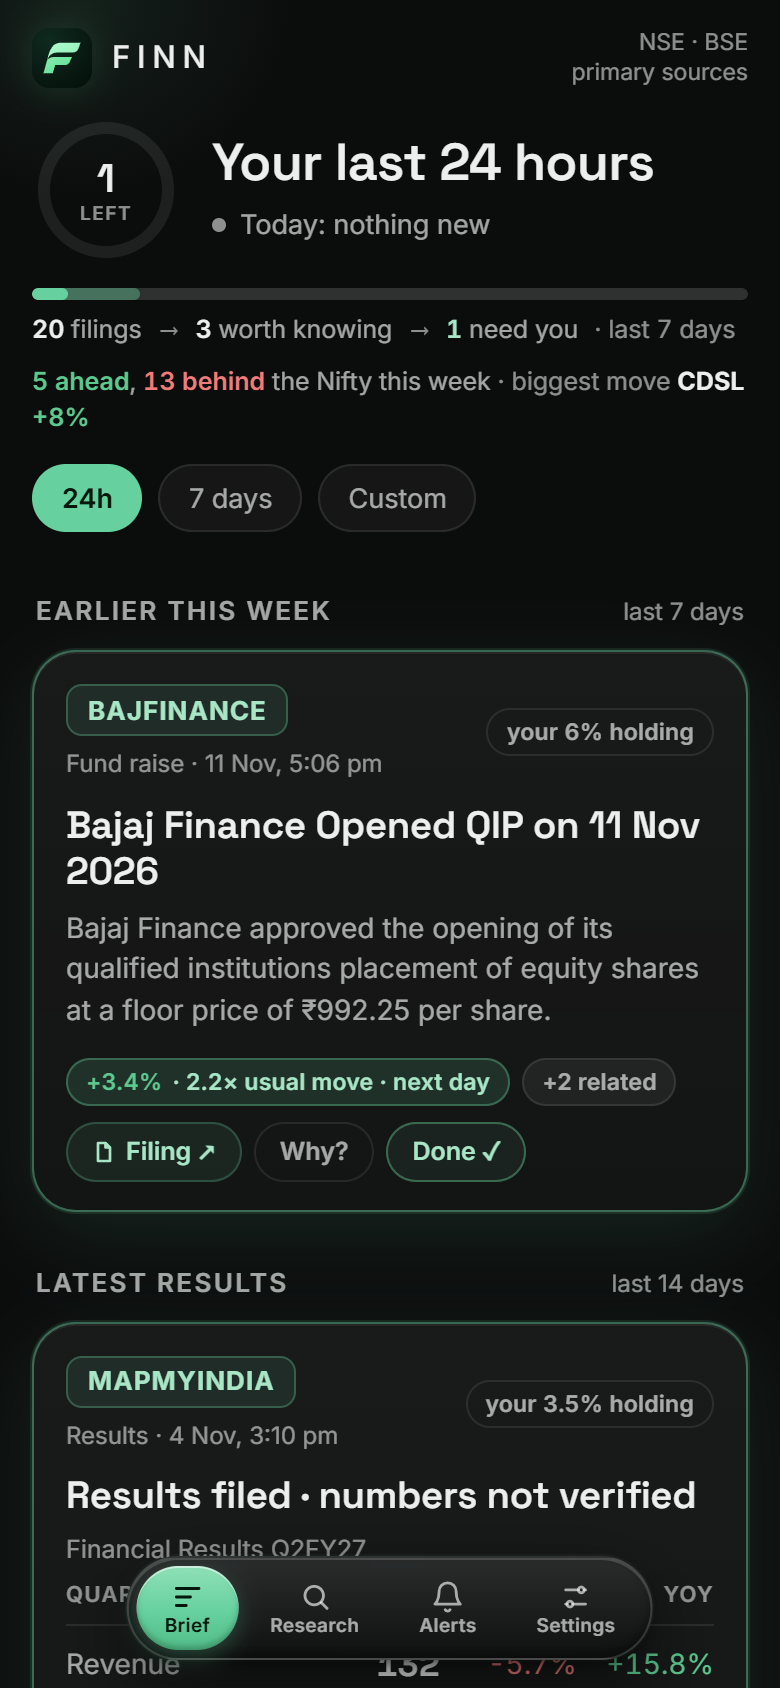 FINN
NSE · BSE
primary sources
1
LEFT
Your last 24 hours
Today: nothing new
20 filings → 3 worth knowing → 1 need you · last 7 days
5 ahead, 13 behind the Nifty this week · biggest move CDSL
+8%
24h
7 days
Custom
EARLIER THIS WEEK
last 7 days
BAJFINANCE
your 6% holding
Fund raise · 11 Nov, 5:06 pm
Bajaj Finance Opened QIP on 11 Nov
2026
Bajaj Finance approved the opening of its
qualified institutions placement of equity shares
at a floor price of ₹992.25 per share.
+3.4% · 2.2× usual move · next day
+2 related
Filing ↗
Why?
Done ✓
LATEST RESULTS
last 14 days
MAPMYINDIA
your 3.5% holding
Results · 4 Nov, 3:10 pm
Results filed · numbers not verified
Financial Results Q2FY27
YOY
Brief
Research
Alerts
Settings
Revenue 132 -5.7% +15.8%